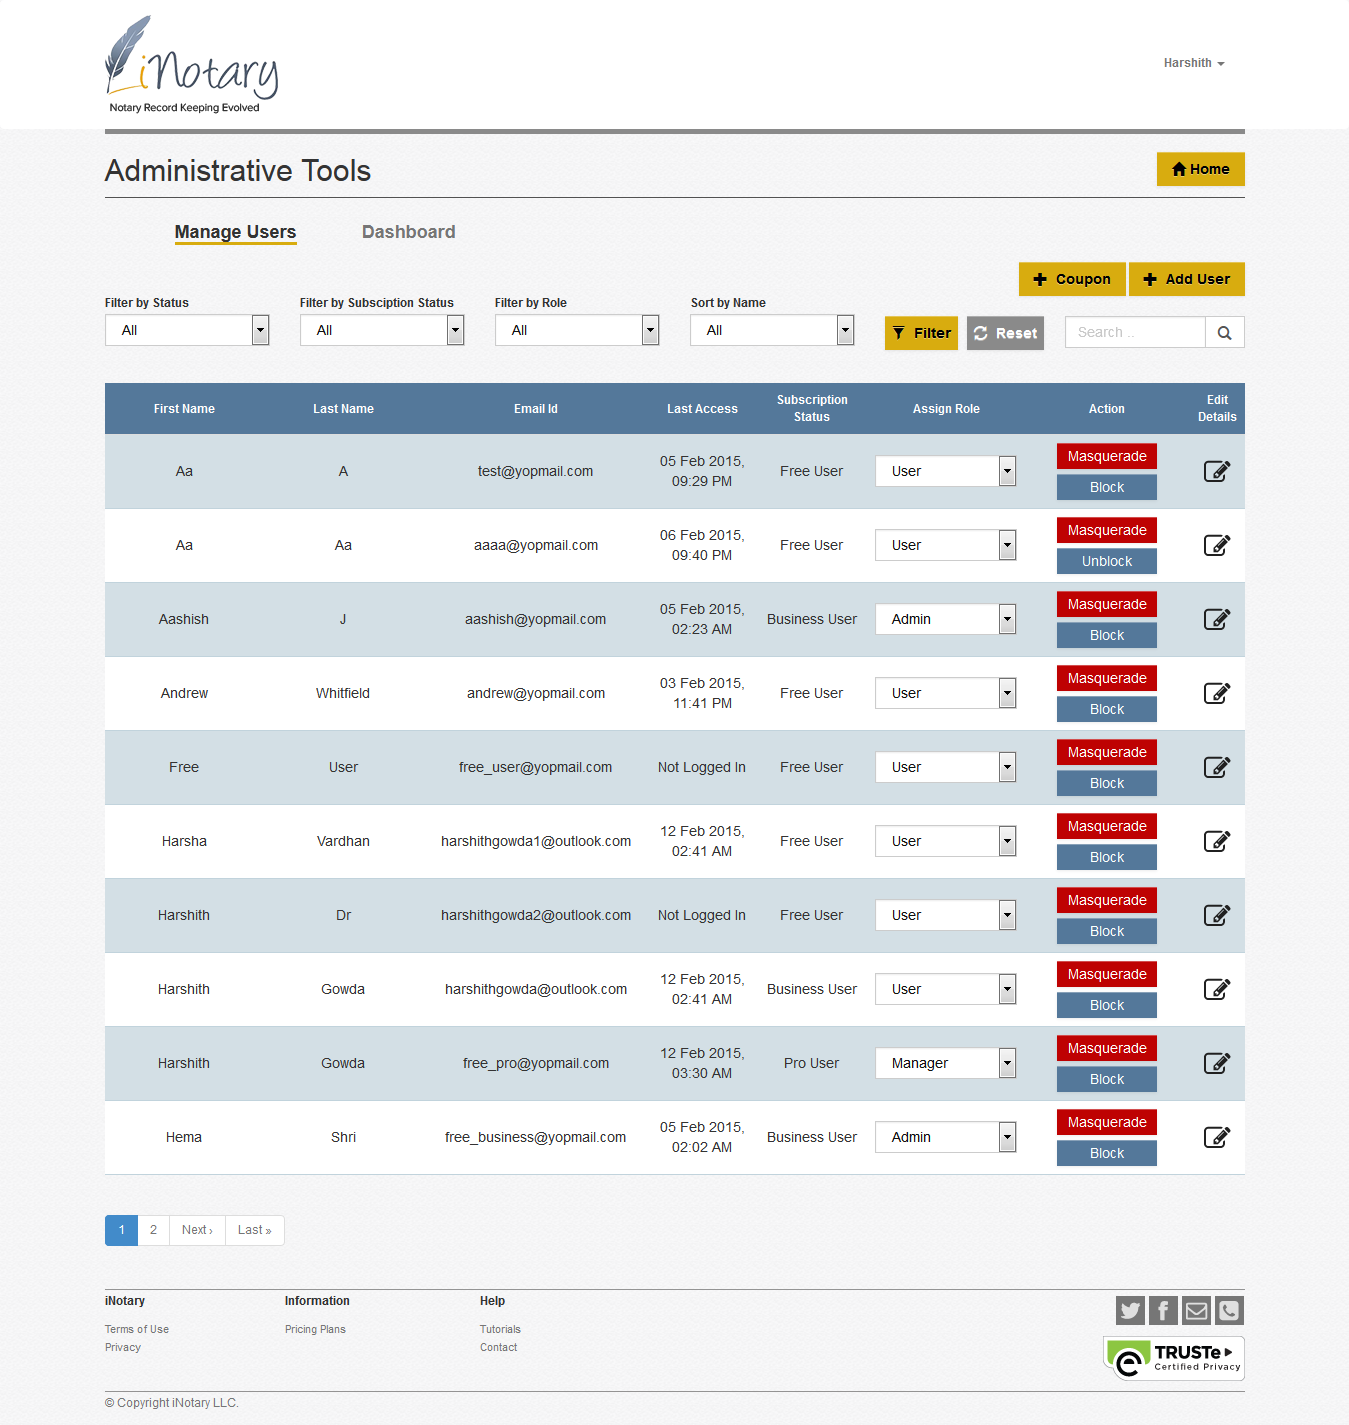 iNotary
Notary Record Keeping Evolved
Harshith
Administrative Tools
Home
Manage Users
Dashboard
Coupon
Add User
Filter by Status
Filter by Subsciption Status
Filter by Role
Sort by Name
All
All
All
All
Filter
Reset
Search ..
First Name
Last Name
Email Id
Last Access
Subscription
Status
Assign Role
Action
Edit
Details
Aa
A
test@yopmail.com
05 Feb 2015,
09:29 PM
Free User
User
Masquerade
Block
Aa
Aa
aaaa@yopmail.com
06 Feb 2015,
09:40 PM
Free User
User
Masquerade
Unblock
Aashish
J
aashish@yopmail.com
05 Feb 2015,
02:23 AM
Business User
Admin
Masquerade
Block
Andrew
Whitfield
andrew@yopmail.com
03 Feb 2015,
11:41 PM
Free User
User
Masquerade
Block
Free
User
free_user@yopmail.com
Not Logged In
Free User
User
Masquerade
Block
Harsha
Vardhan
harshithgowda1@outlook.com
12 Feb 2015,
02:41 AM
Free User
User
Masquerade
Block
Harshith
Dr
harshithgowda2@outlook.com
Not Logged In
Free User
User
Masquerade
Block
Harshith
Gowda
harshithgowda@outlook.com
12 Feb 2015,
02:41 AM
Business User
User
Masquerade
Block
Harshith
Gowda
free_pro@yopmail.com
12 Feb 2015,
03:30 AM
Pro User
Manager
Masquerade
Block
Hema
Shri
free_business@yopmail.com
05 Feb 2015,
02:02 AM
Business User
Admin
Masquerade
Block
1
2
Next ›
Last »
iNotary
Information
Help
Terms of Use
Pricing Plans
Tutorials
Privacy
Contact
TRUSTe
Certified Privacy
© Copyright iNotary LLC.